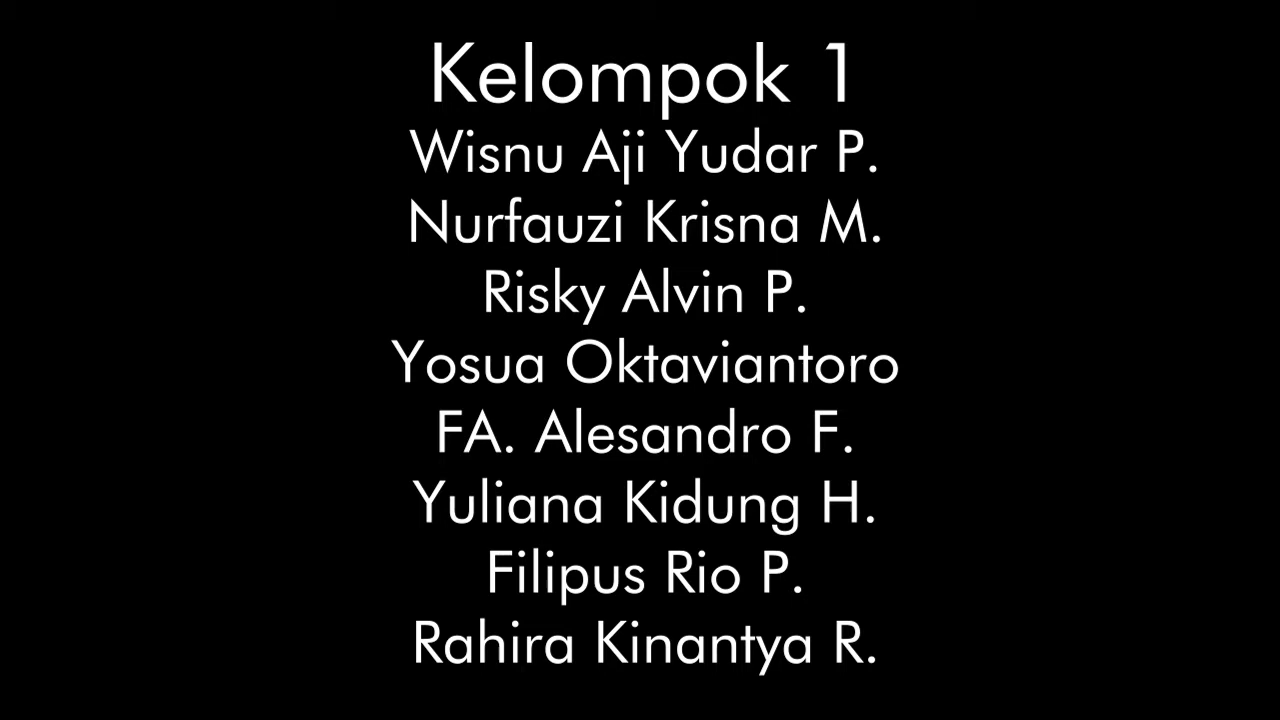 Kelompok 1
Wisnu Aji Yudar P.
Nurfauzi Krisna M.
Risky Alvin P.
Yosua Oktaviantoro
FA. Alesandro F.
Yuliana Kidung H.
Filipus Rio P.
Rahira Kinantya R.